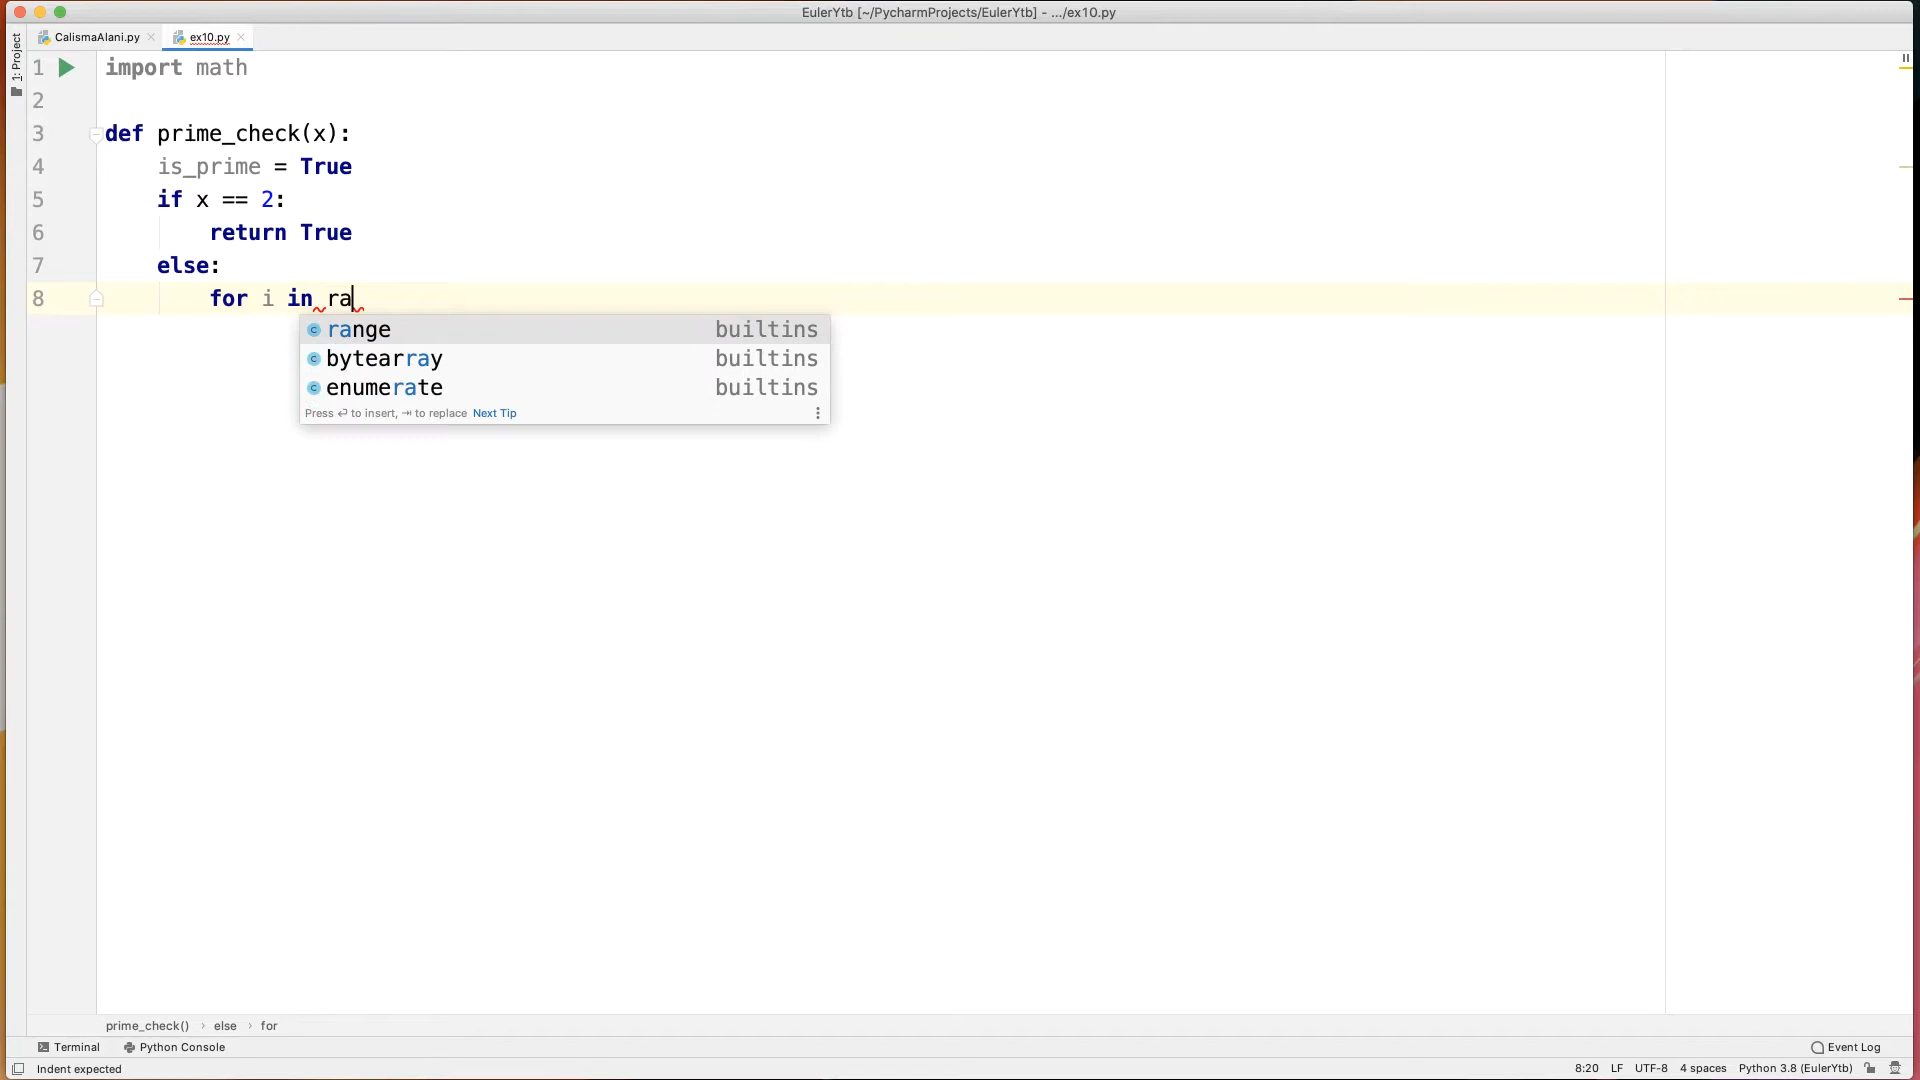 EulerYtb [~/PycharmProjects/EulerYtb] - .../ex10.py
CalismaAlani.py
ex10.py
1: Project
1 import math
2
3 def prime_check(x):
4     is_prime = True
5     if x == 2:
6         return True
7     else:
8         for i in ra
range builtins
bytearray builtins
enumerate builtins
Press ↩ to insert, ⇥ to replace Next Tip
prime_check() › else › for
Terminal Python Console Event Log
Indent expected 8:20 LF UTF-8 4 spaces Python 3.8 (EulerYtb)